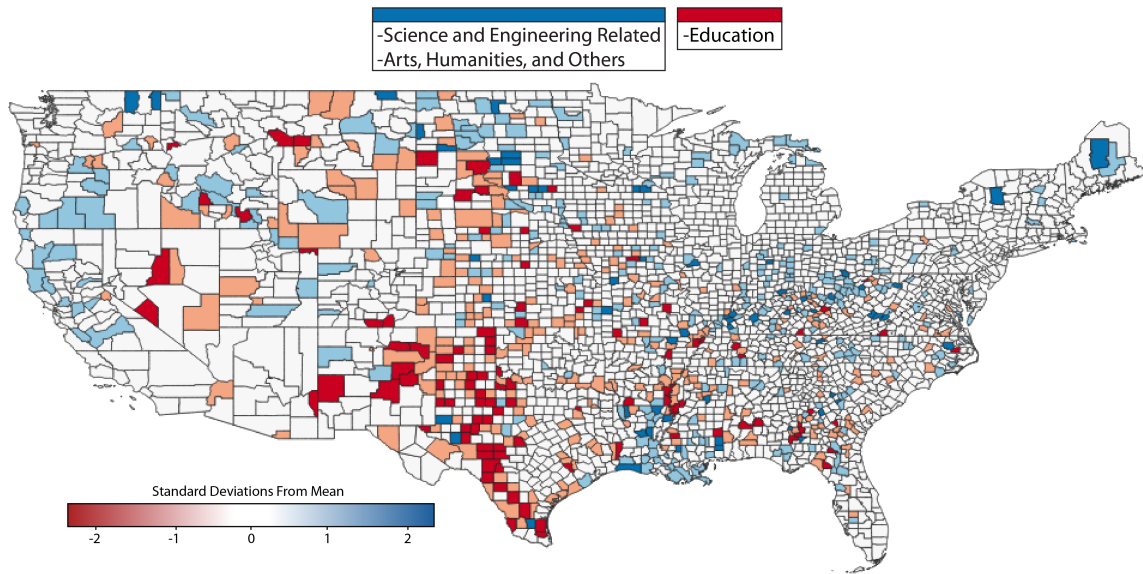 -Science and Engineering Related
-Arts, Humanities, and Others
-Education
Standard Deviations From Mean
-2 -1 0 1 2